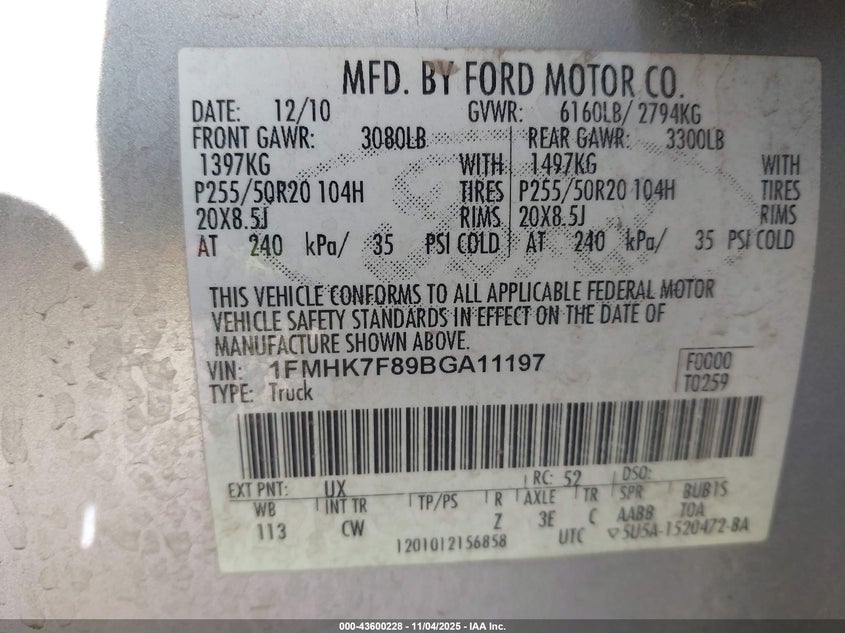 MFD. BY FORD MOTOR CO.
DATE: 12/10 GVWR: 6160LB/ 2794KG
FRONT GAWR: 3080LB REAR GAWR: 3300LB
1397KG WITH 1497KG WITH
P255/50R20 104H TIRES P255/50R20 104H TIRES
20X8.5J RIMS 20X8.5J RIMS
AT 240 kPa/ 35 PSI COLD AT 240 kPa/ 35 PSI COLD
THIS VEHICLE CONFORMS TO ALL APPLICABLE FEDERAL MOTOR
VEHICLE SAFETY STANDARDS IN EFFECT ON THE DATE OF
MANUFACTURE SHOWN ABOVE.
VIN: 1FMHK7F89BGA11197 F0000
TYPE: Truck T0259
EXT PNT: UX RC: 52 DSO:
WB INT TR TP/PS R AXLE TR SPR BUB1S
113 CW Z 3E C AABB TOA
1201012156858 UTC ▽5U5A-1520472-BA
000-43600228 - 11/04/2025 - IAA Inc.